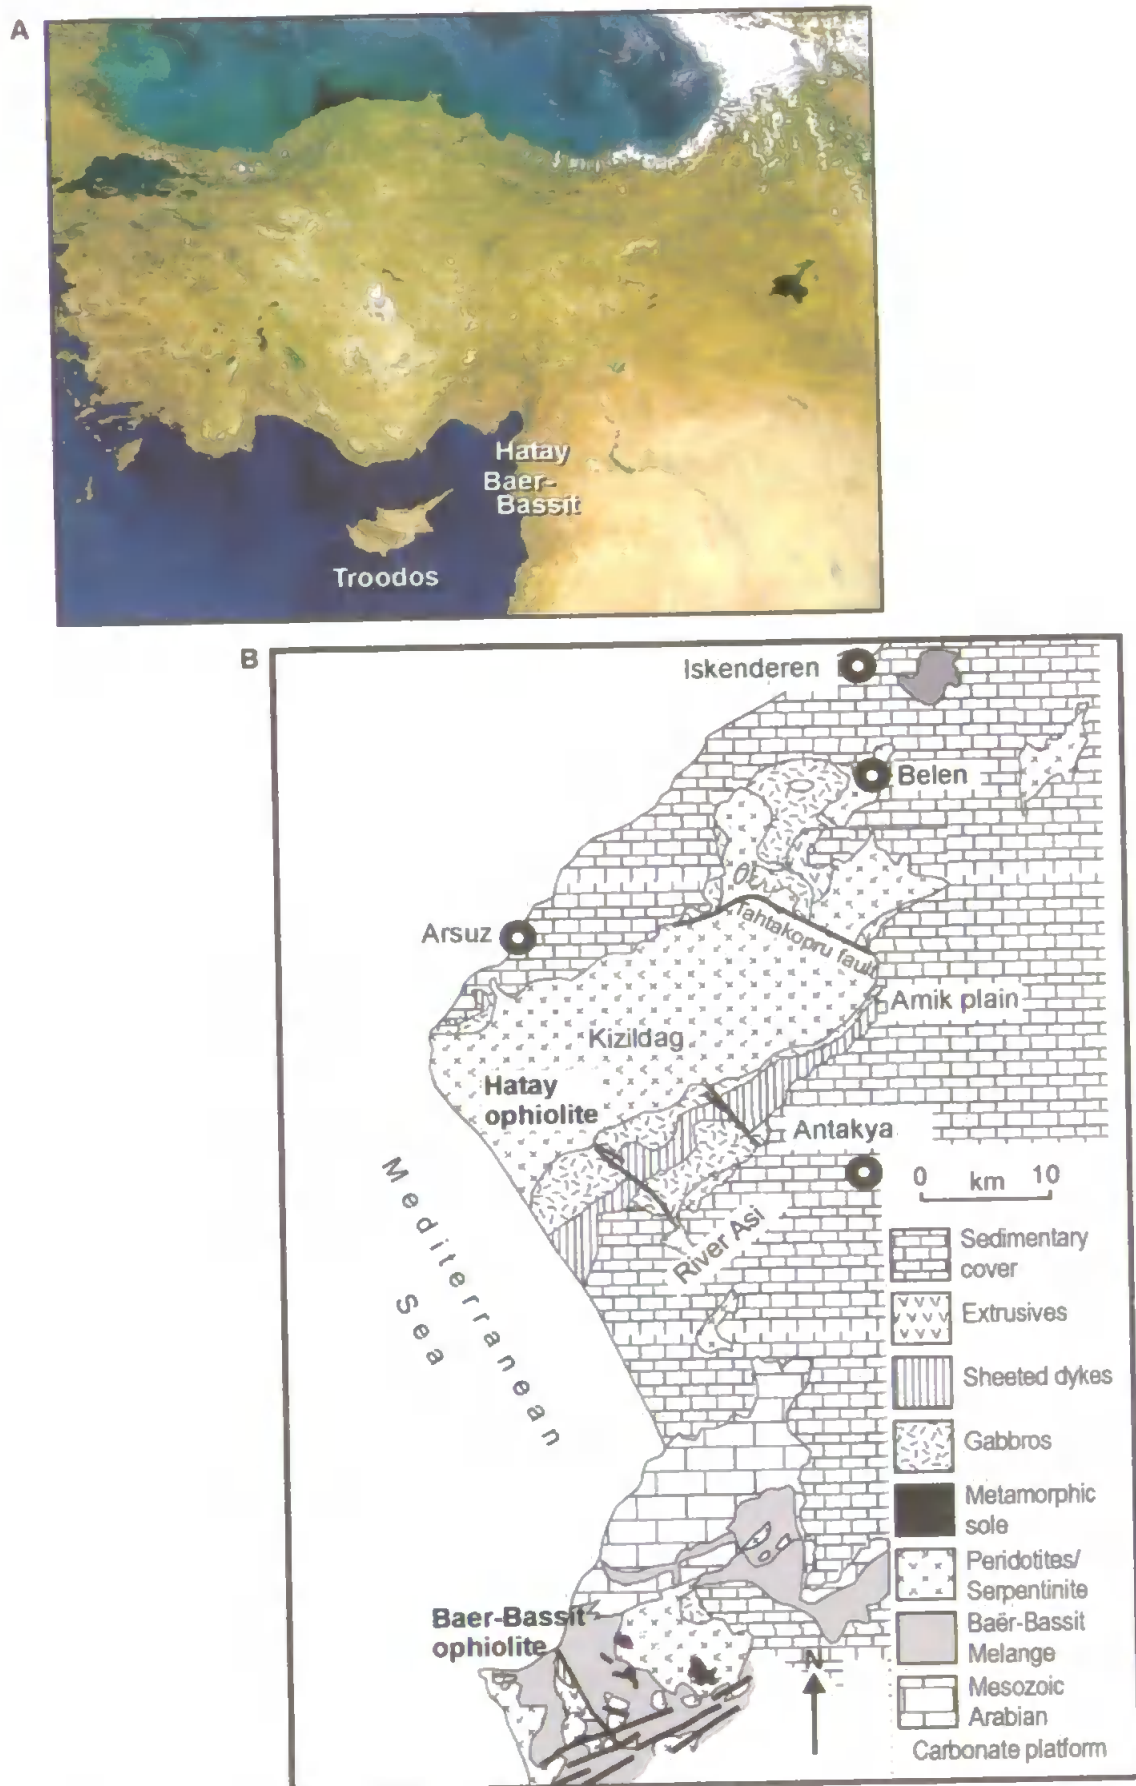 A
Hatay
Baer-
Bassit
Troodos
B
Iskenderen
Belen
Arsuz
Tahtakopru fault
Amik plain
Kizildag
Hatay
ophiolite
Antakya
Mediterranean
Sea
River Asi
0 km 10
Sedimentary
cover
Extrusives
Sheeted dykes
Gabbros
Metamorphic
sole
Peridotites/
Serpentinite
Baër-Bassit
Melange
Mesozoic
Arabian
Carbonate platform
Baer-Bassit
ophiolite
N